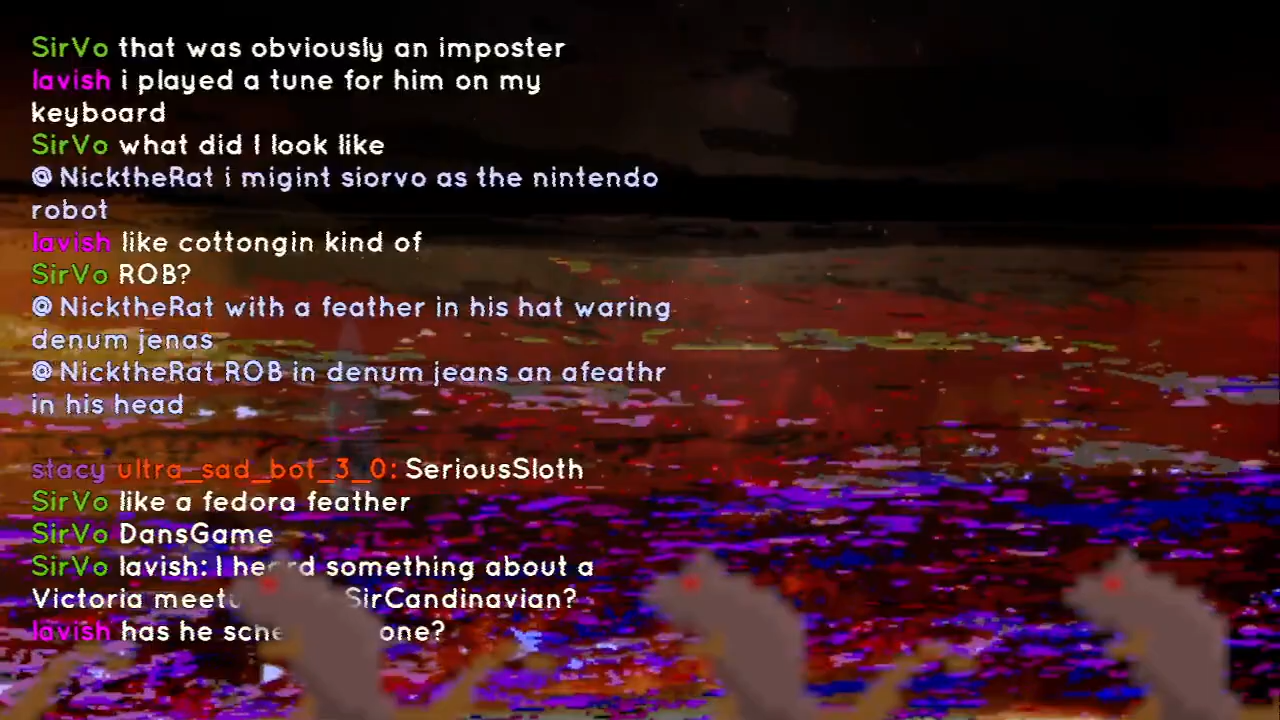 SirVo that was obviously an imposter
lavish i played a tune for him on my
keyboard
SirVo what did I look like
@NicktheRat i migint siorvo as the nintendo
robot
lavish like cottongin kind of
SirVo ROB?
@NicktheRat with a feather in his hat waring
denum jenas
@NicktheRat ROB in denum jeans an afeathr
in his head
stacy ultra_sad_bot_3_0: SeriousSloth
SirVo like a fedora feather
SirVo DansGame
SirVo lavish: I heard something about a
Victoria SirCandinavian?
lavish has he one?